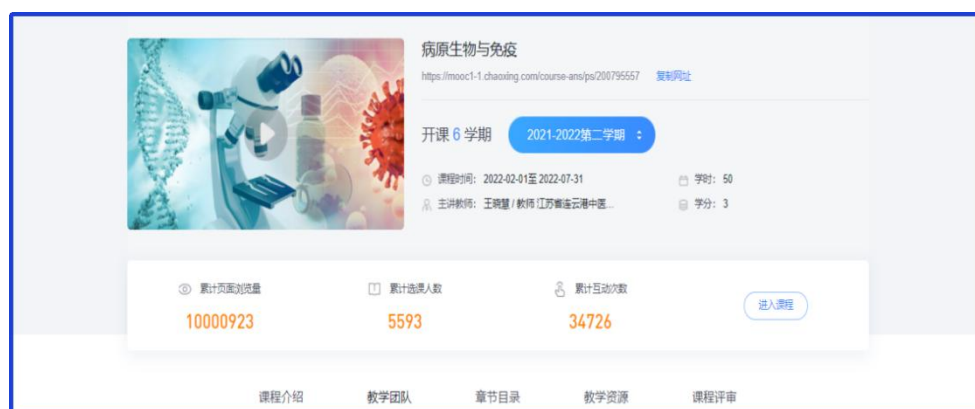 病原生物与免疫
https://mooc1-1.chaoxing.com/course-ans/ps/200795557 复制网址
开课 6 学期 2021-2022第二学期
课程时间： 2022-02-01至 2022-07-31 学时： 50
主讲教师： 王晓慧 / 教师 江苏省连云港中医... 学分： 3
累计页面浏览量 累计选课人数 累计互动次数
10000923 5593 34726
进入课程
课程介绍 教学团队 章节目录 教学资源 课程评审